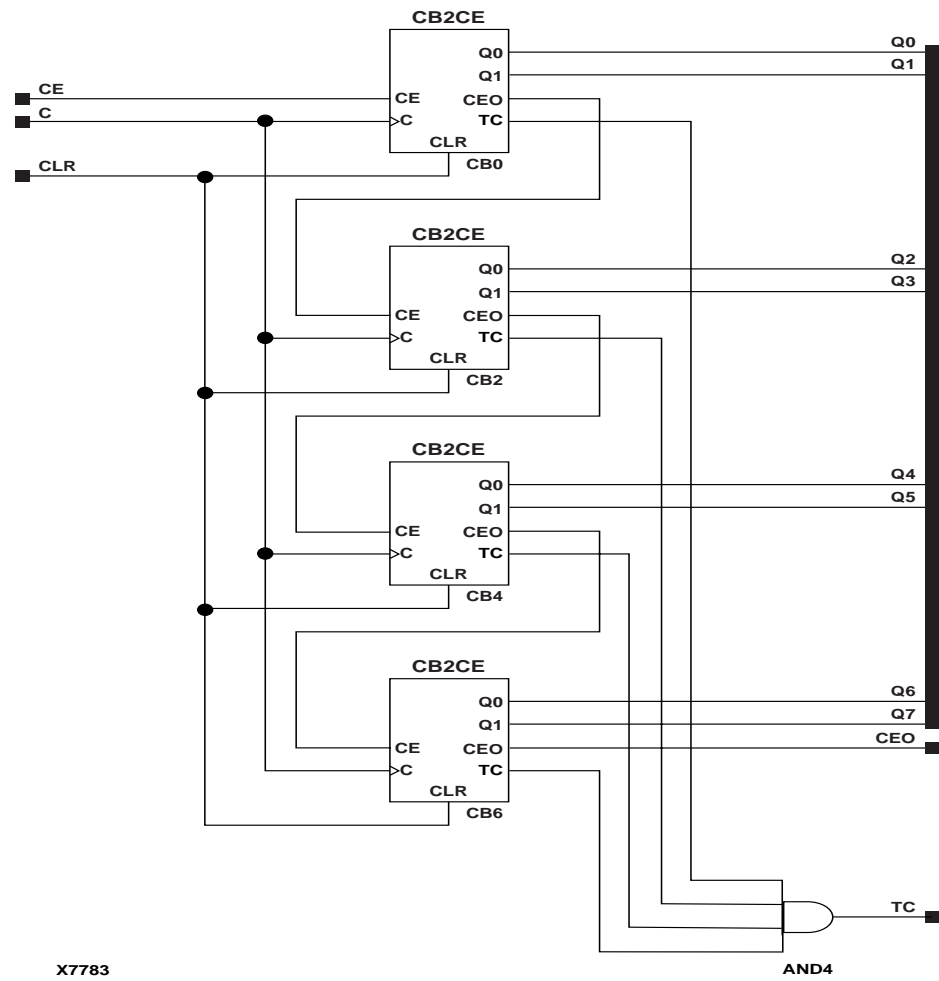 CB2CE
Q0 Q0
Q1 Q1
CE CE CEO
C C TC
CLR CLR
CB0
CB2CE
Q0 Q2
Q1 Q3
CE CEO
C TC
CLR
CB2
CB2CE
Q0 Q4
Q1 Q5
CE CEO
C TC
CLR
CB4
CB2CE
Q0 Q6
Q1 Q7
CE CEO CEO
C TC
CLR
CB6
TC
X7783 AND4